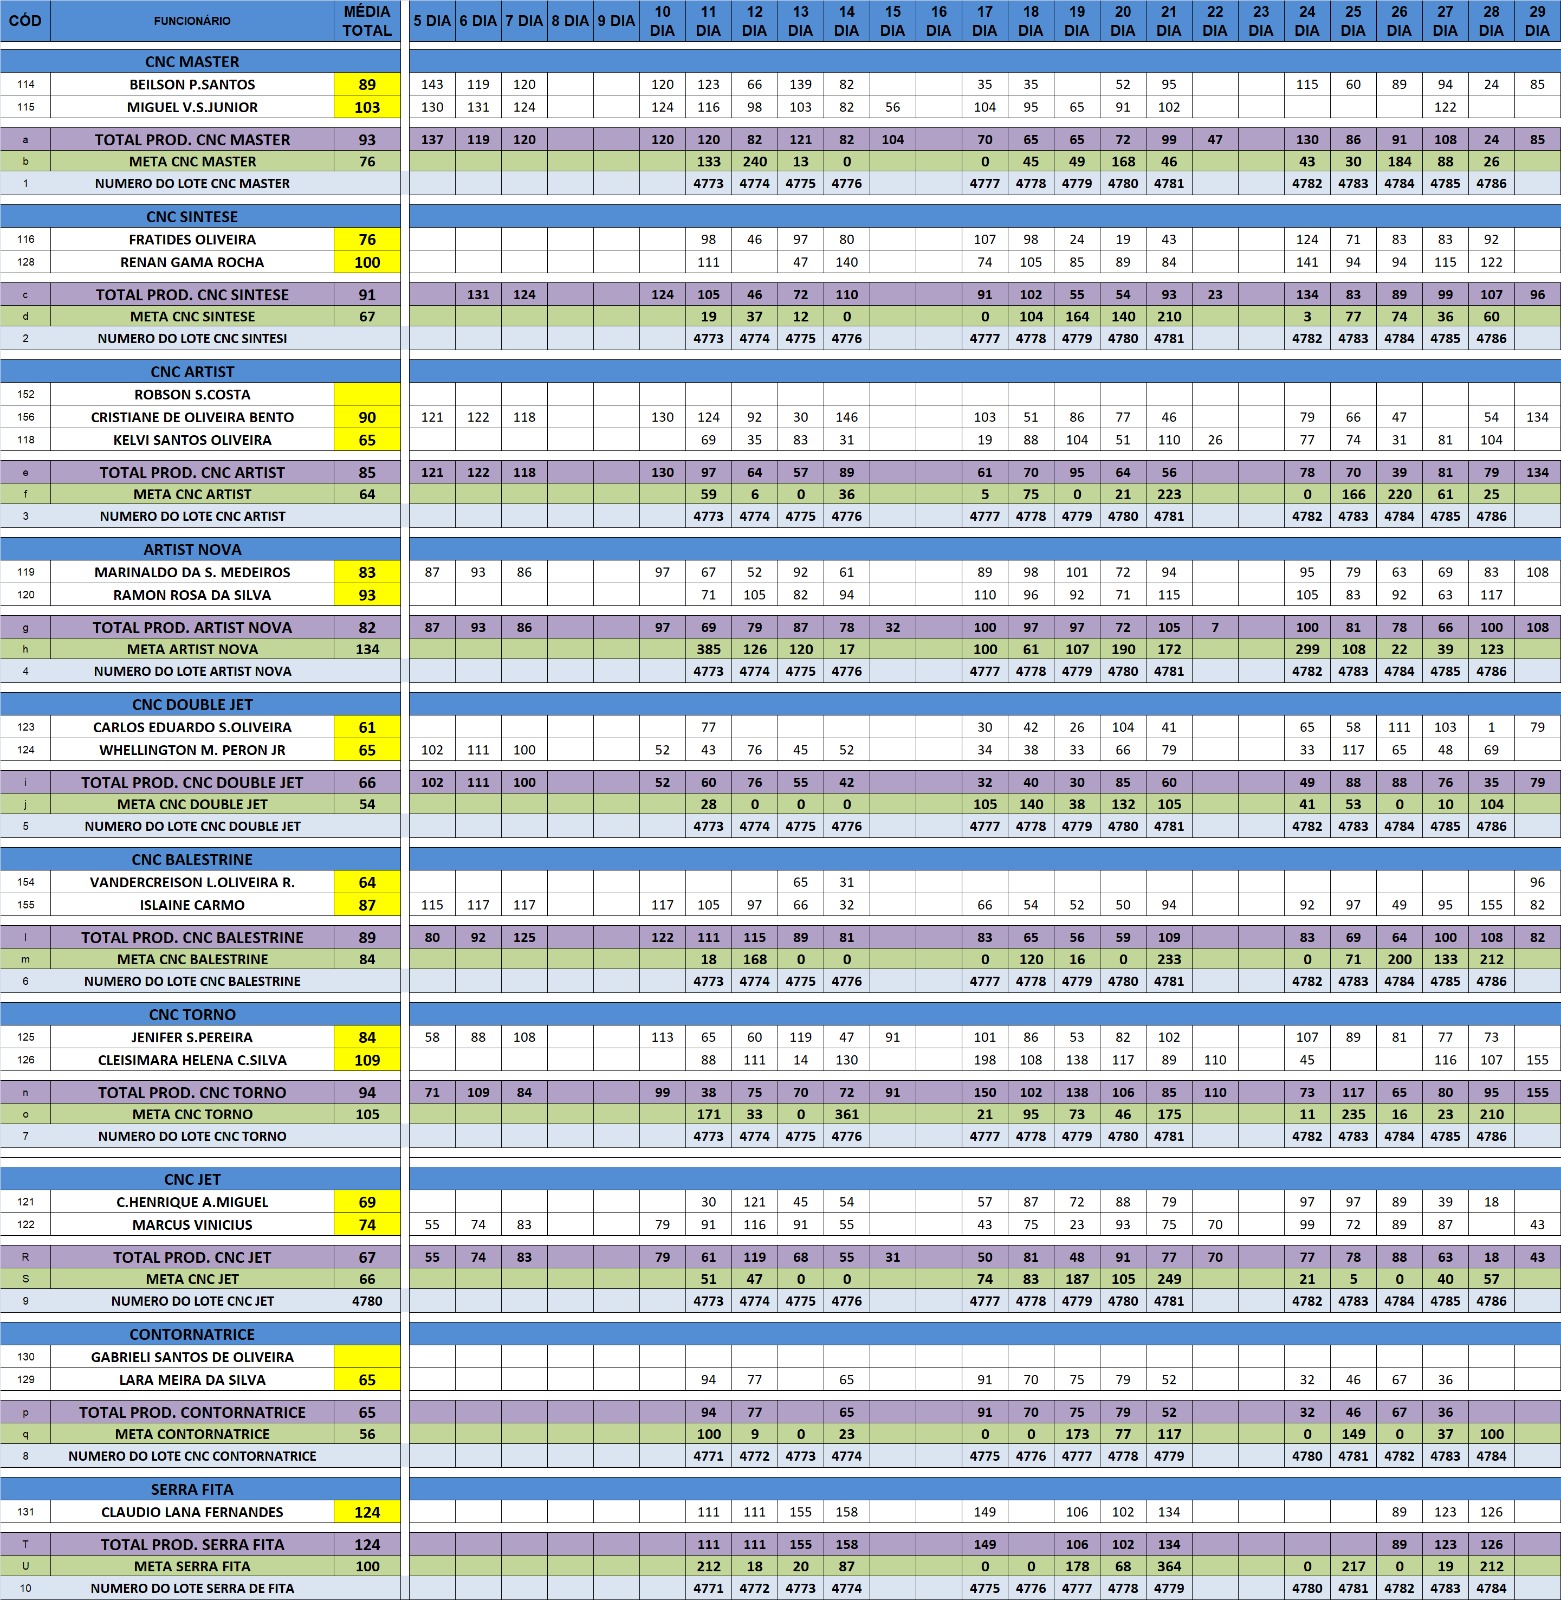 CÓD FUNCIONÁRIO MÉDIA TOTAL 5 DIA 6 DIA 7 DIA 8 DIA 9 DIA 10 DIA 11 DIA 12 DIA 13 DIA 14 DIA 15 DIA 16 DIA 17 DIA 18 DIA 19 DIA 20 DIA 21 DIA 22 DIA 23 DIA 24 DIA 25 DIA 26 DIA 27 DIA 28 DIA 29 DIA
CNC MASTER
114 BEILSON P.SANTOS 89 143 119 120 120 123 66 139 82 35 35 52 95 115 60 89 94 24 85
115 MIGUEL V.S.JUNIOR 103 130 131 124 124 116 98 103 82 56 104 95 65 91 102 122
a TOTAL PROD. CNC MASTER 93 137 119 120 120 120 82 121 82 104 70 65 65 72 99 47 130 86 91 108 24 85
b META CNC MASTER 76 133 240 13 0 0 45 49 168 46 43 30 184 88 26
1 NUMERO DO LOTE CNC MASTER 4773 4774 4775 4776 4777 4778 4779 4780 4781 4782 4783 4784 4785 4786
CNC SINTESE
116 FRATIDES OLIVEIRA 76 98 46 97 80 107 98 24 19 43 124 71 83 83 92
128 RENAN GAMA ROCHA 100 111 47 140 74 105 85 89 84 141 94 94 115 122
c TOTAL PROD. CNC SINTESE 91 131 124 124 105 46 72 110 91 102 55 54 93 23 134 83 89 99 107 96
d META CNC SINTESE 67 19 37 12 0 0 104 164 140 210 3 77 74 36 60
2 NUMERO DO LOTE CNC SINTESI 4773 4774 4775 4776 4777 4778 4779 4780 4781 4782 4783 4784 4785 4786
CNC ARTIST
152 ROBSON S.COSTA
156 CRISTIANE DE OLIVEIRA BENTO 90 121 122 118 130 124 92 30 146 103 51 86 77 46 79 66 47 54 134
118 KELVI SANTOS OLIVEIRA 65 69 35 83 31 19 88 104 51 110 26 77 74 31 81 104
e TOTAL PROD. CNC ARTIST 85 121 122 118 130 97 64 57 89 61 70 95 64 56 78 70 39 81 79 134
f META CNC ARTIST 64 59 6 0 36 5 75 0 21 223 0 166 220 61 25
3 NUMERO DO LOTE CNC ARTIST 4773 4774 4775 4776 4777 4778 4779 4780 4781 4782 4783 4784 4785 4786
ARTIST NOVA
119 MARINALDO DA S. MEDEIROS 83 87 93 86 97 67 52 92 61 89 98 101 72 94 95 79 63 69 83 108
120 RAMON ROSA DA SILVA 93 71 105 82 94 110 96 92 71 115 105 83 92 63 117
g TOTAL PROD. ARTIST NOVA 82 87 93 86 97 69 79 87 78 32 100 97 97 72 105 7 100 81 78 66 100 108
h META ARTIST NOVA 134 385 126 120 17 100 61 107 190 172 299 108 22 39 123
4 NUMERO DO LOTE ARTIST NOVA 4773 4774 4775 4776 4777 4778 4779 4780 4781 4782 4783 4784 4785 4786
CNC DOUBLE JET
123 CARLOS EDUARDO S.OLIVEIRA 61 77 30 42 26 104 41 65 58 111 103 1 79
124 WHELLINGTON M. PERON JR 65 102 111 100 52 43 76 45 52 34 38 33 66 79 33 117 65 48 69
i TOTAL PROD. CNC DOUBLE JET 66 102 111 100 52 60 76 55 42 32 40 30 85 60 49 88 88 76 35 79
j META CNC DOUBLE JET 54 28 0 0 0 105 140 38 132 105 41 53 0 10 104
5 NUMERO DO LOTE CNC DOUBLE JET 4773 4774 4775 4776 4777 4778 4779 4780 4781 4782 4783 4784 4785 4786
CNC BALESTRINE
154 VANDERCREISON L.OLIVEIRA R. 64 65 31 96
155 ISLAINE CARMO 87 115 117 117 117 105 97 66 32 66 54 52 50 94 92 97 49 95 155 82
l TOTAL PROD. CNC BALESTRINE 89 80 92 125 122 111 115 89 81 83 65 56 59 109 83 69 64 100 108 82
m META CNC BALESTRINE 84 18 168 0 0 0 120 16 0 233 0 71 200 133 212
6 NUMERO DO LOTE CNC BALESTRINE 4773 4774 4775 4776 4777 4778 4779 4780 4781 4782 4783 4784 4785 4786
CNC TORNO
125 JENIFER S.PEREIRA 84 58 88 108 113 65 60 119 47 91 101 86 53 82 102 107 89 81 77 73
126 CLEISIMARA HELENA C.SILVA 109 88 111 14 130 198 108 138 117 89 110 45 116 107 155
n TOTAL PROD. CNC TORNO 94 71 109 84 99 38 75 70 72 91 150 102 138 106 85 110 73 117 65 80 95 155
o META CNC TORNO 105 171 33 0 361 21 95 73 46 175 11 235 16 23 210
7 NUMERO DO LOTE CNC TORNO 4773 4774 4775 4776 4777 4778 4779 4780 4781 4782 4783 4784 4785 4786
CNC JET
121 C.HENRIQUE A.MIGUEL 69 30 121 45 54 57 87 72 88 79 97 97 89 39 18
122 MARCUS VINICIUS 74 55 74 83 79 91 116 91 55 43 75 23 93 75 70 99 72 89 87 43
R TOTAL PROD. CNC JET 67 55 74 83 79 61 119 68 55 31 50 81 48 91 77 70 77 78 88 63 18 43
S META CNC JET 66 51 47 0 0 74 83 187 105 249 21 5 0 40 57
9 NUMERO DO LOTE CNC JET 4780 4773 4774 4775 4776 4777 4778 4779 4780 4781 4782 4783 4784 4785 4786
CONTORNATRICE
130 GABRIELI SANTOS DE OLIVEIRA
129 LARA MEIRA DA SILVA 65 94 77 65 91 70 75 79 52 32 46 67 36
p TOTAL PROD. CONTORNATRICE 65 94 77 65 91 70 75 79 52 32 46 67 36
q META CONTORNATRICE 56 100 9 0 23 0 0 173 77 117 0 149 0 37 100
8 NUMERO DO LOTE CNC CONTORNATRICE 4771 4772 4773 4774 4775 4776 4777 4778 4779 4780 4781 4782 4783 4784
SERRA FITA
131 CLAUDIO LANA FERNANDES 124 111 111 155 158 149 106 102 134 89 123 126
T TOTAL PROD. SERRA FITA 124 111 111 155 158 149 106 102 134 89 123 126
U META SERRA FITA 100 212 18 20 87 0 0 178 68 364 0 217 0 19 212
10 NUMERO DO LOTE SERRA DE FITA 4771 4772 4773 4774 4775 4776 4777 4778 4779 4780 4781 4782 4783 4784